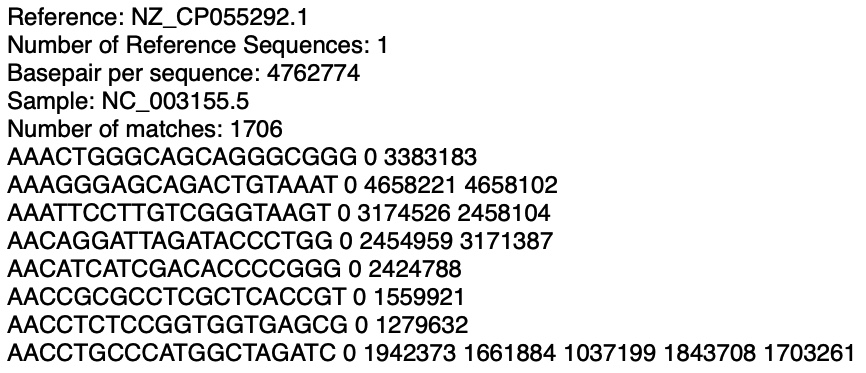 Reference: NZ_CP055292.1
Number of Reference Sequences: 1
Basepair per sequence: 4762774
Sample: NC_003155.5
Number of matches: 1706
AAACTGGGCAGCAGGGCGGG 0 3383183
AAAGGGAGCAGACTGTAAAT 0 4658221 4658102
AAATTCCTTGTCGGGTAAGT 0 3174526 2458104
AACAGGATTAGATACCCTGG 0 2454959 3171387
AACATCATCGACACCCCGGG 0 2424788
AACCGCGCCTCGCTCACCGT 0 1559921
AACCTCTCCGGTGGTGAGCG 0 1279632
AACCTGCCCATGGCTAGATC 0 1942373 1661884 1037199 1843708 1703261